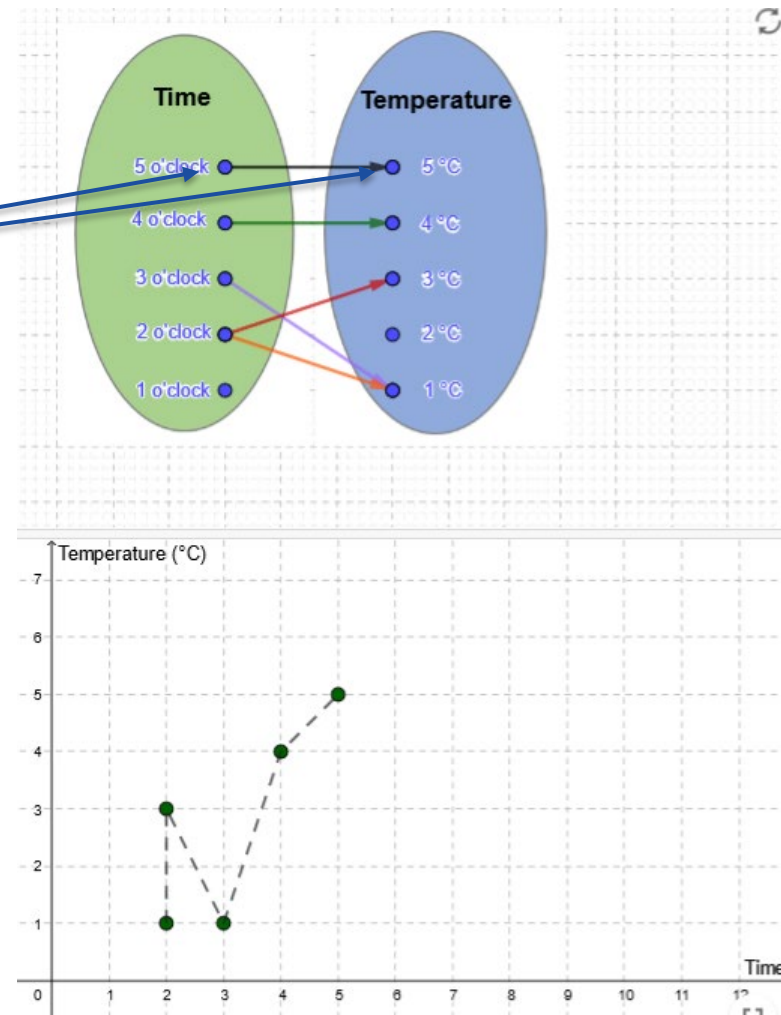 Time Temperature
5 o'clock 5 °C
4 o'clock 4 °C
3 o'clock 3 °C
2 o'clock 2 °C
1 o'clock 1 °C
Temperature (°C)
7
6
5
4
3
2
1
Time
0 1 2 3 4 5 6 7 8 9 10 11 12